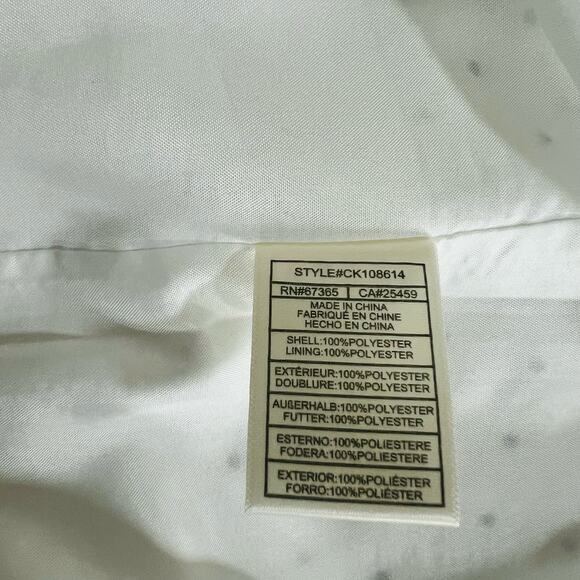 STYLE#CK108614
RN#67365 CA#25459
MADE IN CHINA
FABRIQUÉ EN CHINE
HECHO EN CHINA
SHELL:100%POLYESTER
LINING:100%POLYESTER
EXTÉRIEUR:100%POLYESTER
DOUBLURE:100%POLYESTER
AUßERHALB:100%POLYESTER
FUTTER:100%POLYESTER
ESTERNO:100%POLIESTERE
FODERA:100%POLIESTERE
EXTERIOR:100%POLIÉSTER
FORRO:100%POLIÉSTER